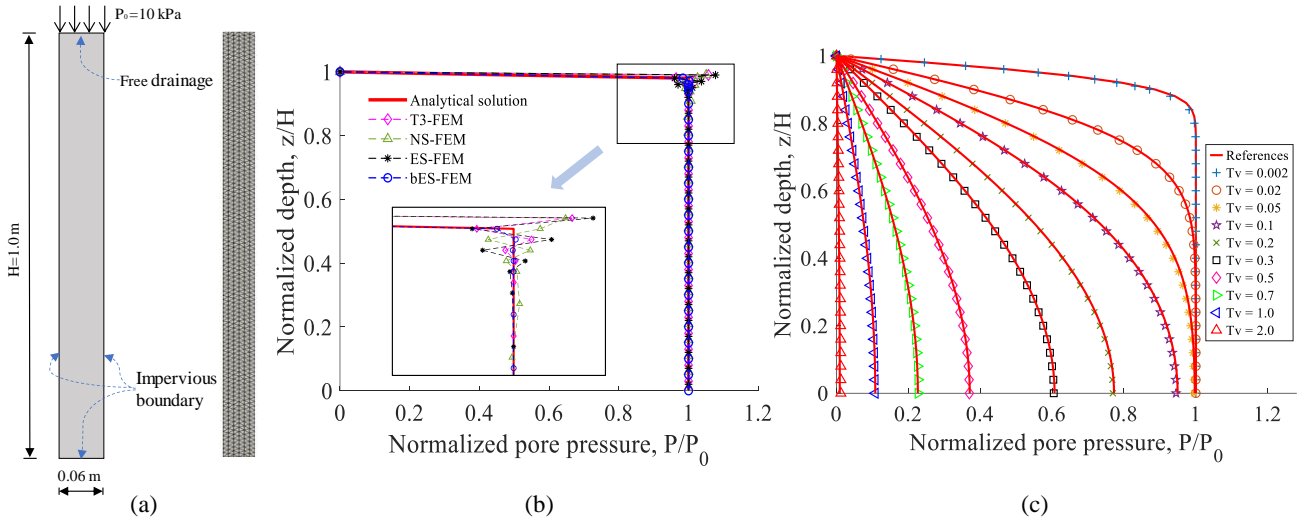 P₀=10 kPa
Free drainage
H=1.0 m
Impervious
boundary
0.06 m
(a)
Normalized depth, z/H
1
0.8
0.6
0.4
0.2
0
Analytical solution
T3-FEM
NS-FEM
ES-FEM
bES-FEM
0
0.2
0.4
0.6
0.8
1
1.2
Normalized pore pressure, P/P₀
(b)
Normalized depth, z/H
1
0.8
0.6
0.4
0.2
0
References
Tv = 0.002
Tv = 0.02
Tv = 0.05
Tv = 0.1
Tv = 0.2
Tv = 0.3
Tv = 0.5
Tv = 0.7
Tv = 1.0
Tv = 2.0
0
0.2
0.4
0.6
0.8
1
1.2
Normalized pore pressure, P/P₀
(c)